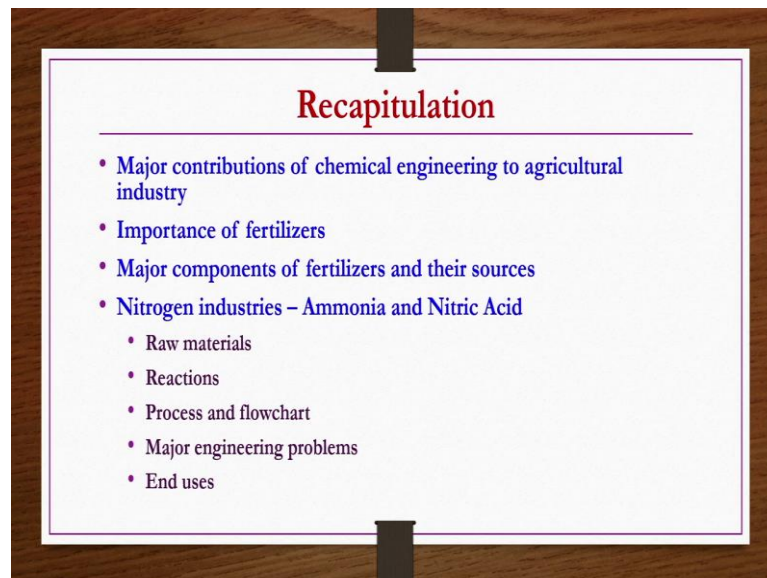 Recapitulation
• Major contributions of chemical engineering to agricultural
industry
• Importance of fertilizers
• Major components of fertilizers and their sources
• Nitrogen industries – Ammonia and Nitric Acid
• Raw materials
• Reactions
• Process and flowchart
• Major engineering problems
• End uses